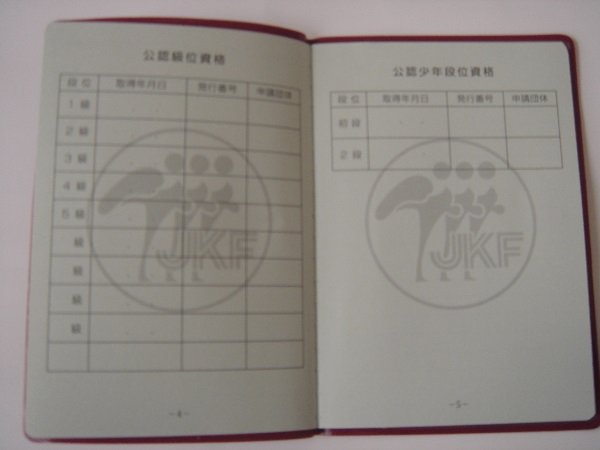 公認級位資格
段位 取得年月日 発行番号 申請団体
1級
2級
3級
4級
5級
級
級
級
級
JKF
－4－
公認少年段位資格
段位 取得年月日 発行番号 申請団体
初段
2段
JKF
－5－